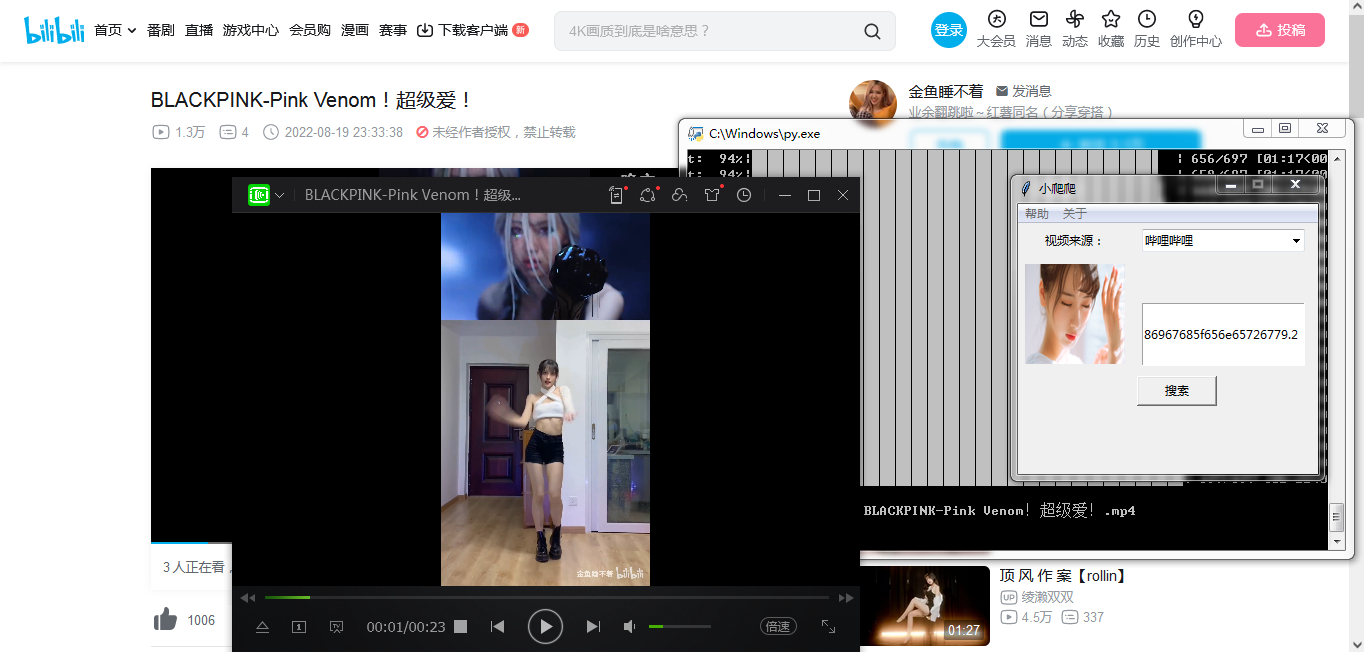 bilibili 首页 番剧 直播 游戏中心 会员购 漫画 赛事 下载客户端 新 4K画质到底是啥意思？ 登录 大会员 消息 动态 收藏 历史 创作中心 投稿
BLACKPINK-Pink Venom！超级爱！
1.3万 4 2022-08-19 23:33:38 未经作者授权，禁止转载
金鱼睡不着 发消息
业余翻跳啦～红薯同名（分享穿搭）
C:\Windows\py.exe
t: 94%| | 656/697 [01:17<00
t: 94%|
小爬爬
帮助 关于
视频来源： 哔哩哔哩
86967685f656e65726779.2
搜索
BLACKPINK-Pink Venom！超级...
金鱼睡不着 bilibili
BLACKPINK-Pink Venom！超级爱！.mp4
3 人正在看，
1006
00:01/00:23 倍速
顶 风 作 案【rollin】
UP 绫濑双双
4.5万 337
01:27